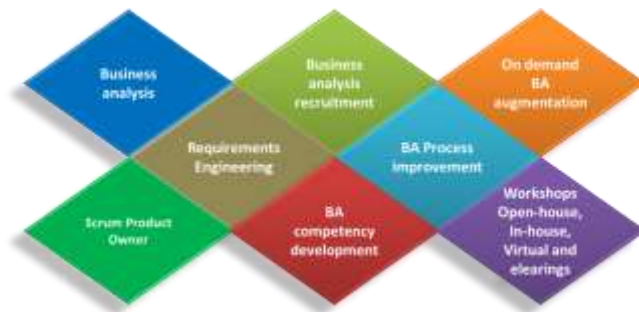 Business
analysis
Business
analysis
recruitment
On demand
BA
augmentation
Requirements
Engineering
BA Process
improvement
Scrum Product
Owner
BA
competency
development
Workshops
Open-house,
In-house,
Virtual and
elearings